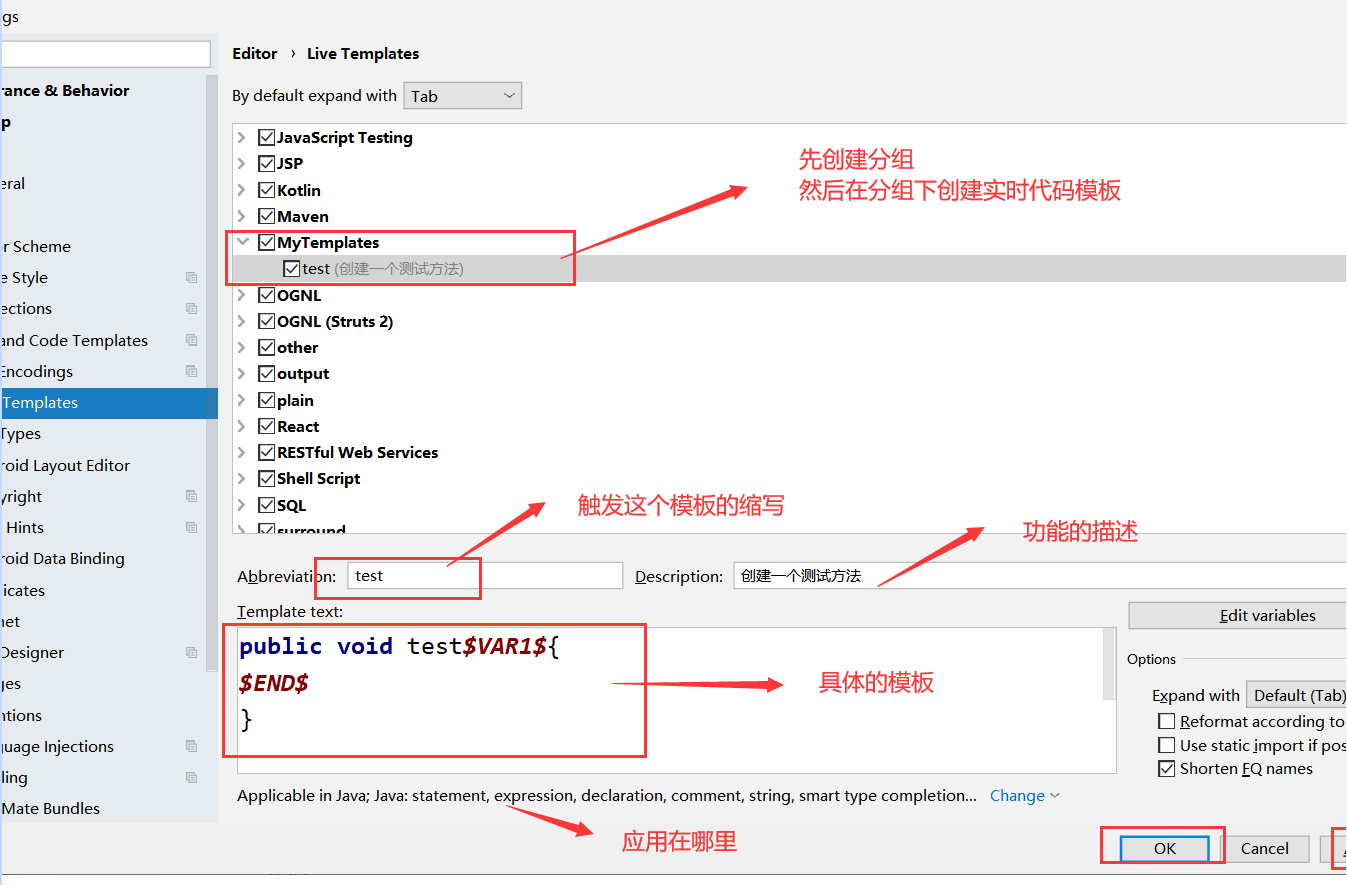 gs
Editor › Live Templates
rance & Behavior
By default expand with Tab
p
JavaScript Testing
JSP
先创建分组
eral
Kotlin
然后在分组下创建实时代码模板
Maven
r Scheme
MyTemplates
e Style
test (创建一个测试方法)
ections
OGNL
OGNL (Struts 2)
and Code Templates
other
Encodings
output
Templates
plain
Types
React
roid Layout Editor
RESTful Web Services
yright
Shell Script
Hints
SQL
触发这个模板的缩写
surround
功能的描述
roid Data Binding
Abbreviation: test
Description: 创建一个测试方法
icates
Template text:
net
Edit variables
public void test$VAR1${
Designer
Options
$END$
具体的模板
ges
Expand with Default (Tab)
}
ntions
Reformat according to
uage Injections
Use static import if pos
ling
Shorten FQ names
Applicable in Java; Java: statement, expression, declaration, comment, string, smart type completion... Change
Mate Bundles
应用在哪里
OK
Cancel